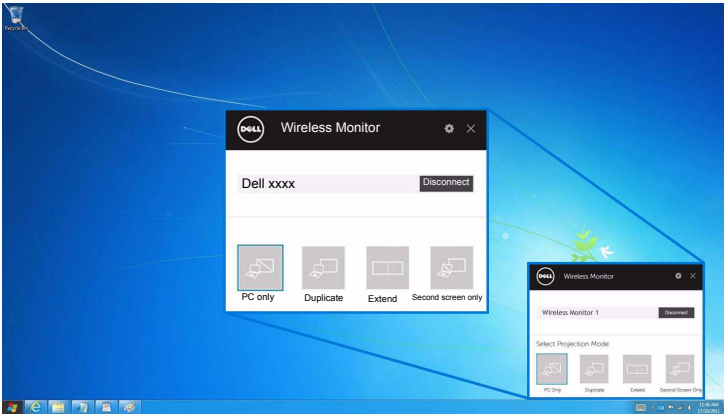 Recycle Bin
DELL
Wireless Monitor
Dell xxxx
Disconnect
PC only
Duplicate
Extend
Second screen only
DELL
Wireless Monitor
Wireless Monitor 1
Disconnect
Select Projection Mode
PC Only
Duplicate
Extend
Second Screen Only